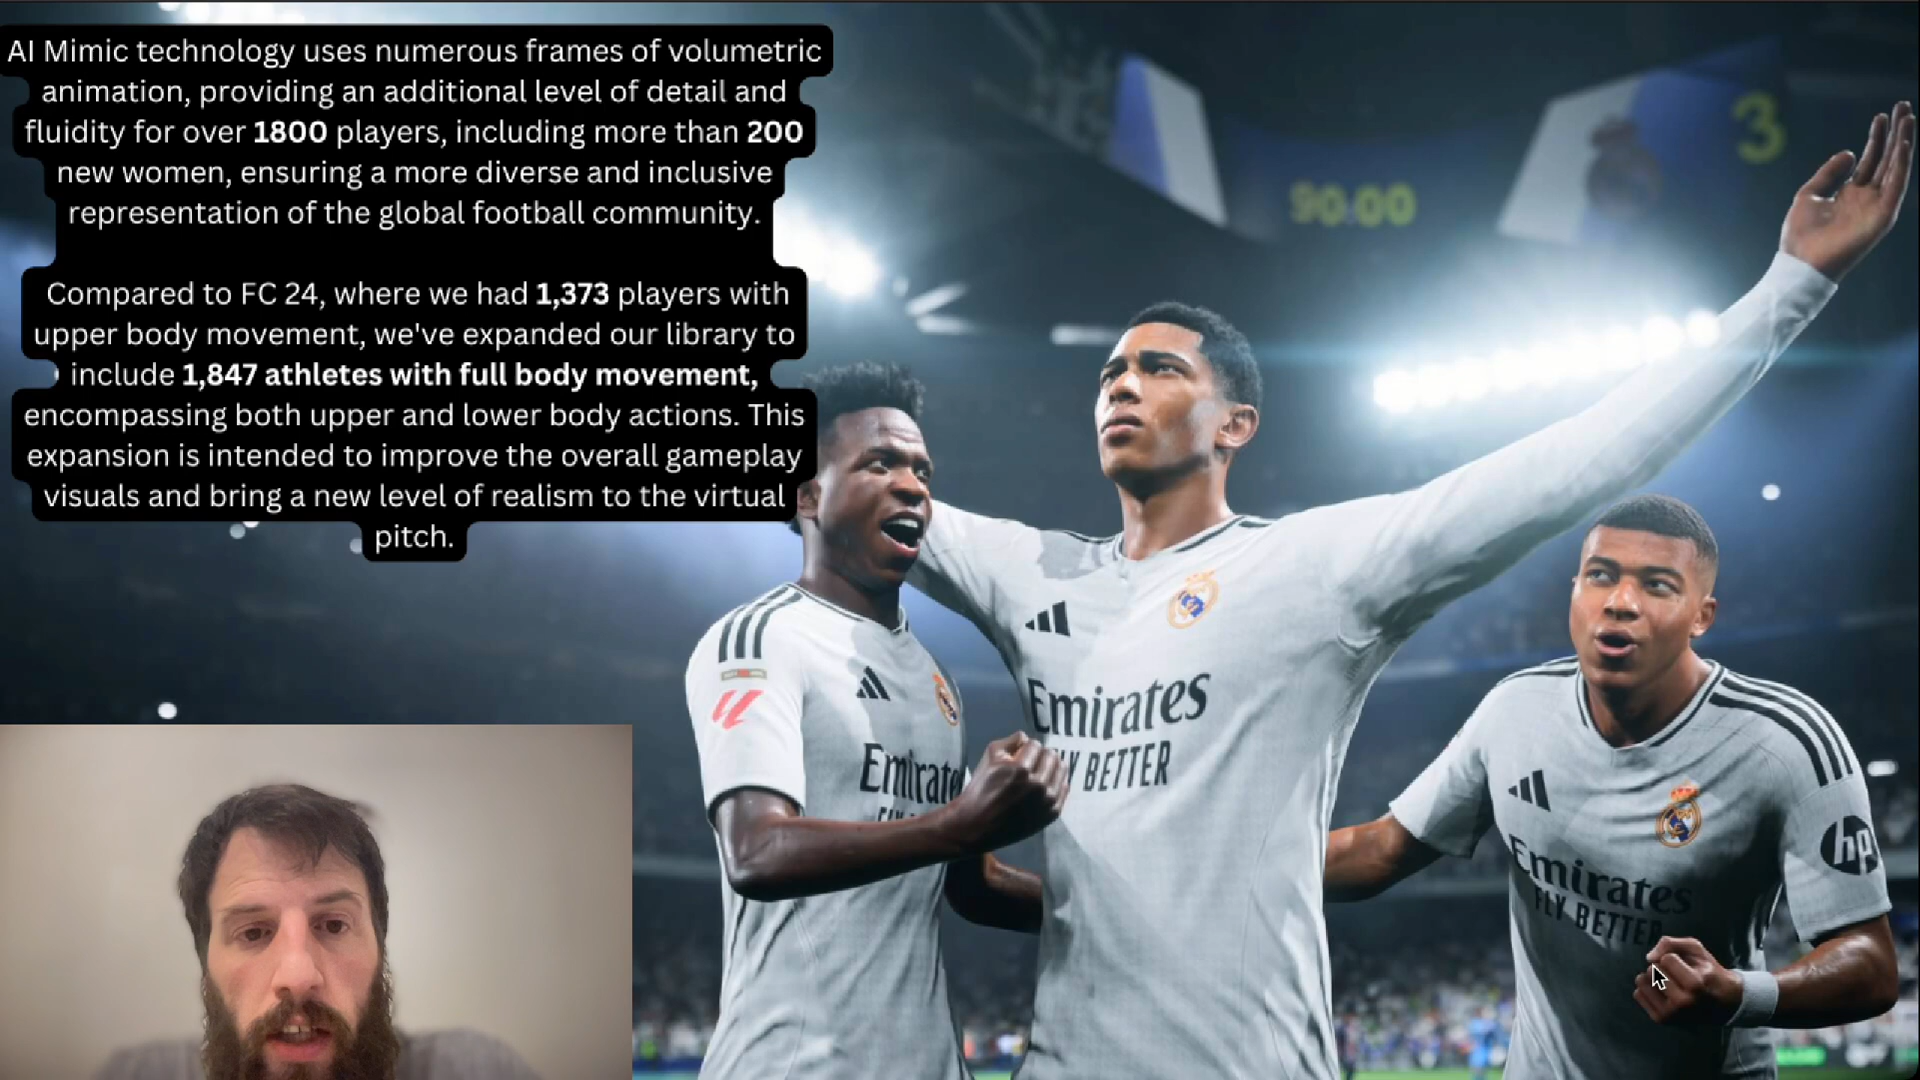 AI Mimic technology uses numerous frames of volumetric
animation, providing an additional level of detail and
fluidity for over 1800 players, including more than 200
new women, ensuring a more diverse and inclusive
representation of the global football community.
Compared to FC 24, where we had 1,373 players with
upper body movement, we've expanded our library to
include 1,847 athletes with full body movement,
encompassing both upper and lower body actions. This
expansion is intended to improve the overall gameplay
visuals and bring a new level of realism to the virtual
pitch.
3
90:00
Emirates
FLY BETTER
Emirates
BETTER
Emirates
FLY BETTER
hp